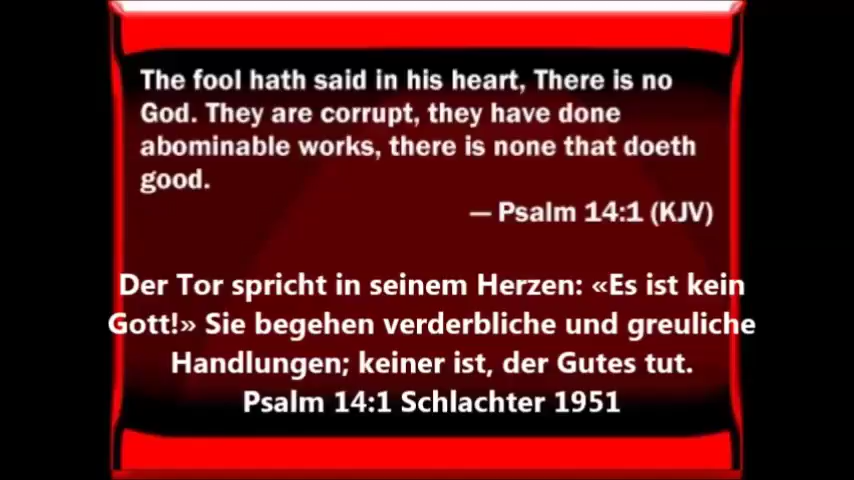 The fool hath said in his heart, There is no
God. They are corrupt, they have done
abominable works, there is none that doeth
good.
— Psalm 14:1 (KJV)
Der Tor spricht in seinem Herzen: «Es ist kein
Gott!» Sie begehen verderbliche und greuliche
Handlungen; keiner ist, der Gutes tut.
Psalm 14:1 Schlachter 1951